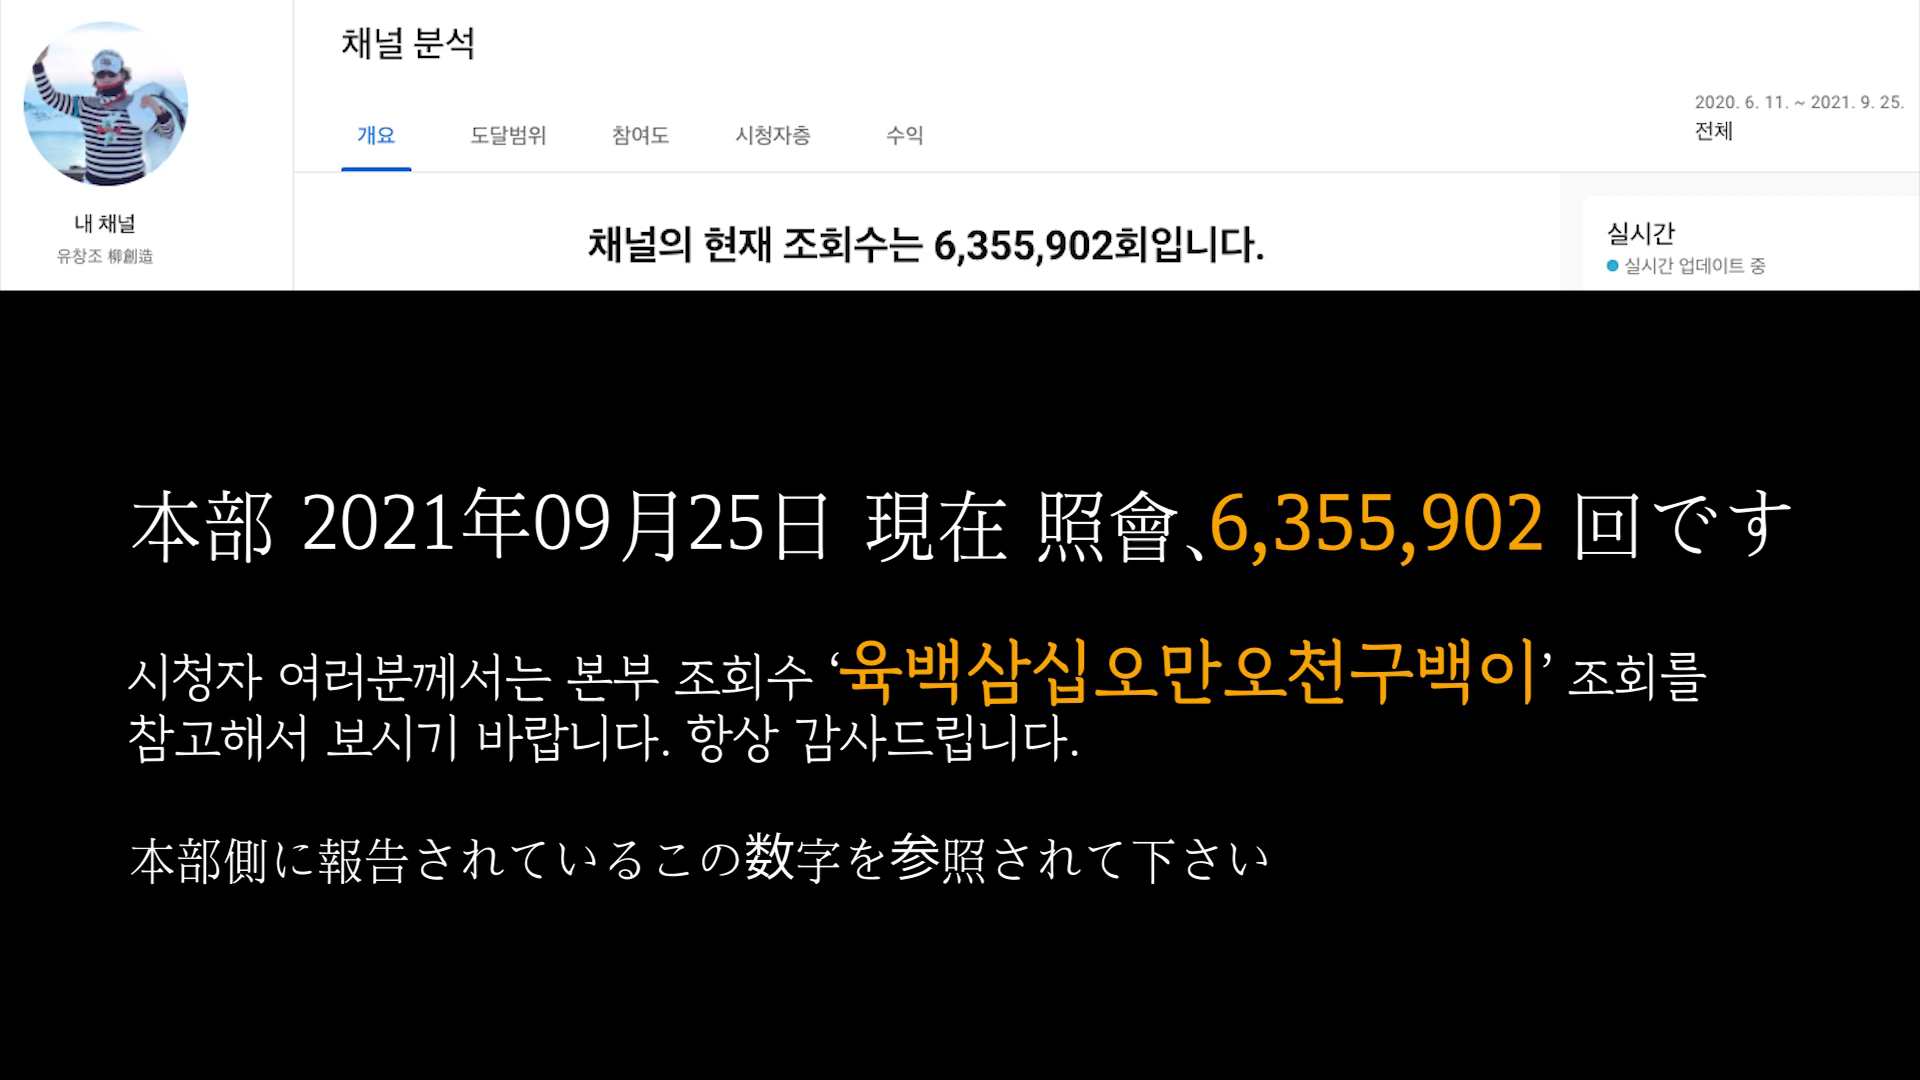 채널 분석
2020. 6. 11. ~ 2021. 9. 25.
전체
개요 도달범위 참여도 시청자층 수익
내 채널
유창조 柳創造
채널의 현재 조회수는 6,355,902회입니다.
실시간
실시간 업데이트 중
本部 2021年09月25日 現在 照會、6,355,902 回です
시청자 여러분께서는 본부 조회수 ‘육백삼십오만오천구백이’ 조회를
참고해서 보시기 바랍니다. 항상 감사드립니다.
本部側に報告されているこの数字を参照されて下さい